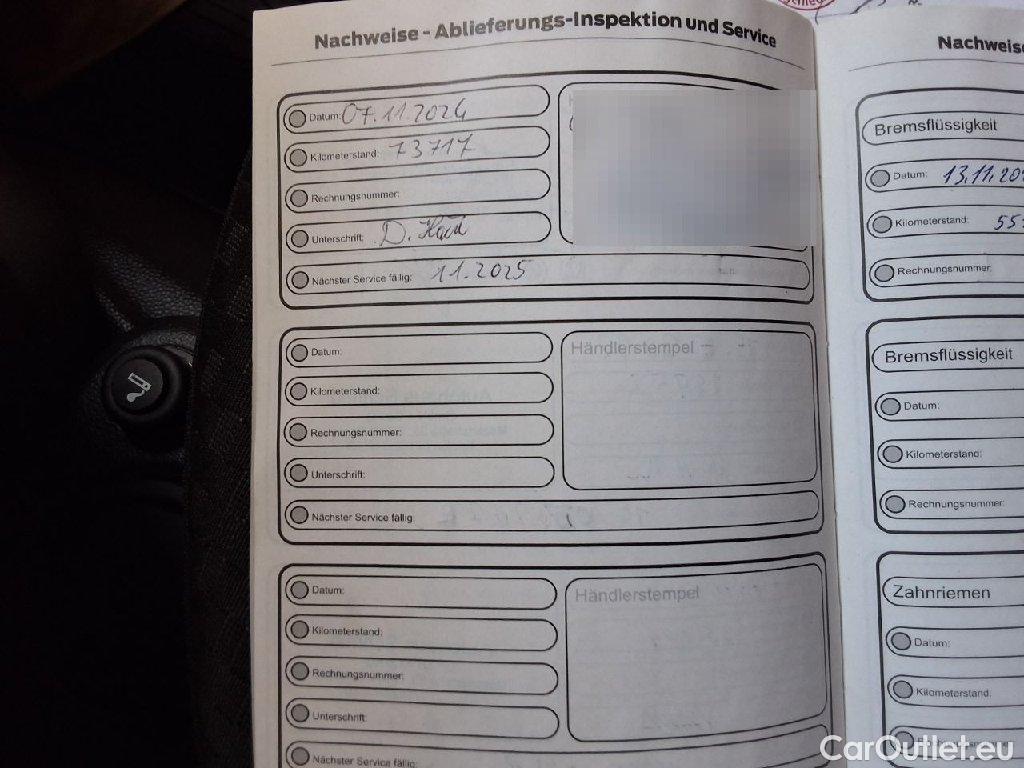 Nachweise - Ablieferungs-Inspektion und Service
Datum: 07.11.2024
Kilometerstand: 73717
Rechnungsnummer:
Unterschrift:
Nächster Service fällig: 11.2025
Datum:
Händlerstempel
Kilometerstand:
Rechnungsnummer:
Unterschrift:
Nächster Service fällig:
Datum:
Händlerstempel
Kilometerstand:
Rechnungsnummer:
Unterschrift:
Nächster Service fällig:
Nachweise
Bremsflüssigkeit
Datum: 13.11.20
Kilometerstand: 55
Rechnungsnummer:
Bremsflüssigkeit
Datum:
Kilometerstand:
Rechnungsnummer:
Zahnriemen
Datum:
Kilometerstand:
CarOutlet.eu